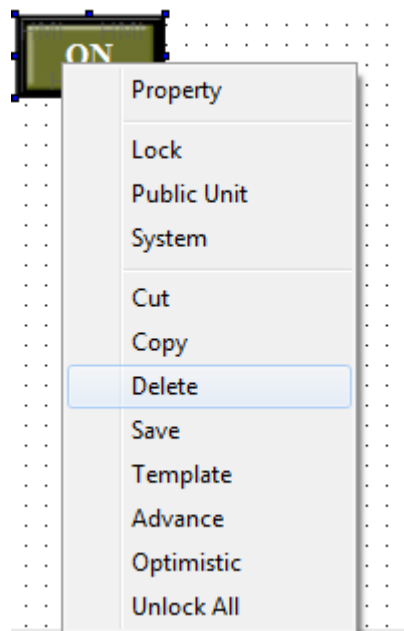 ON
Property
Lock
Public Unit
System
Cut
Copy
Delete
Save
Template
Advance
Optimistic
Unlock All